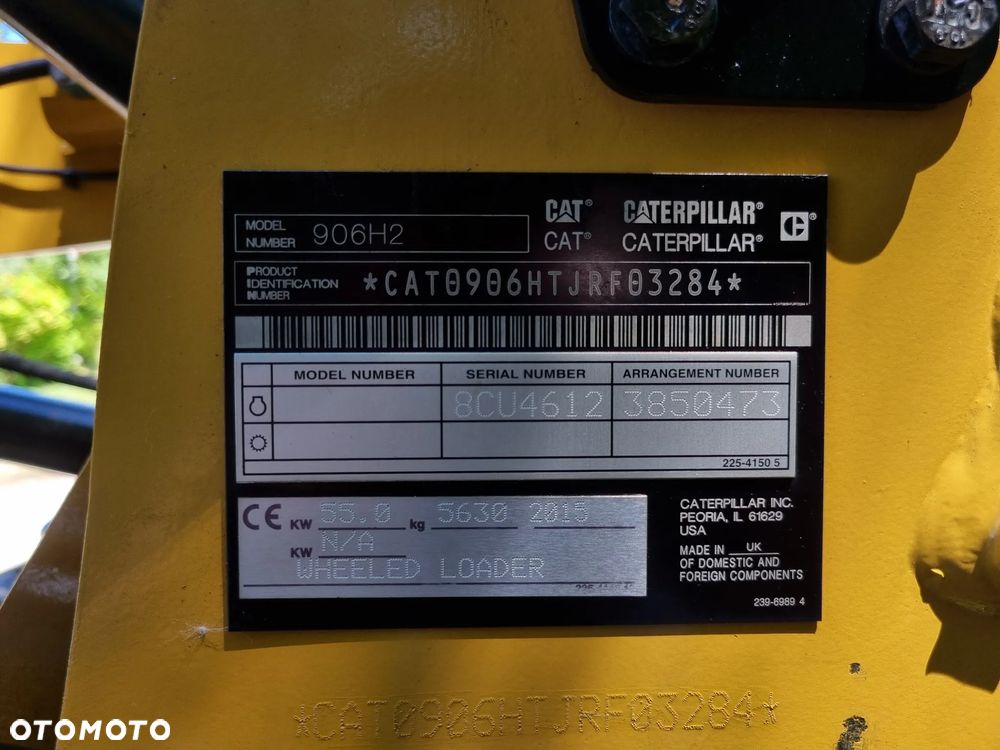 MODEL NUMBER 906H2
CAT® CATERPILLAR®
CAT® CATERPILLAR®
PRODUCT IDENTIFICATION NUMBER *CAT0906HTJRF03284*
MODEL NUMBER SERIAL NUMBER ARRANGEMENT NUMBER
8CU4612 3850473
225-4150 5
CE KW 55.0 kg 5630 2015
KW N/A
WHEELED LOADER
CATERPILLAR INC.
PEORIA, IL 61629
USA
MADE IN UK
OF DOMESTIC AND
FOREIGN COMPONENTS
239-6989 4
*CAT0906HTJRF03284*
OTOMOTO